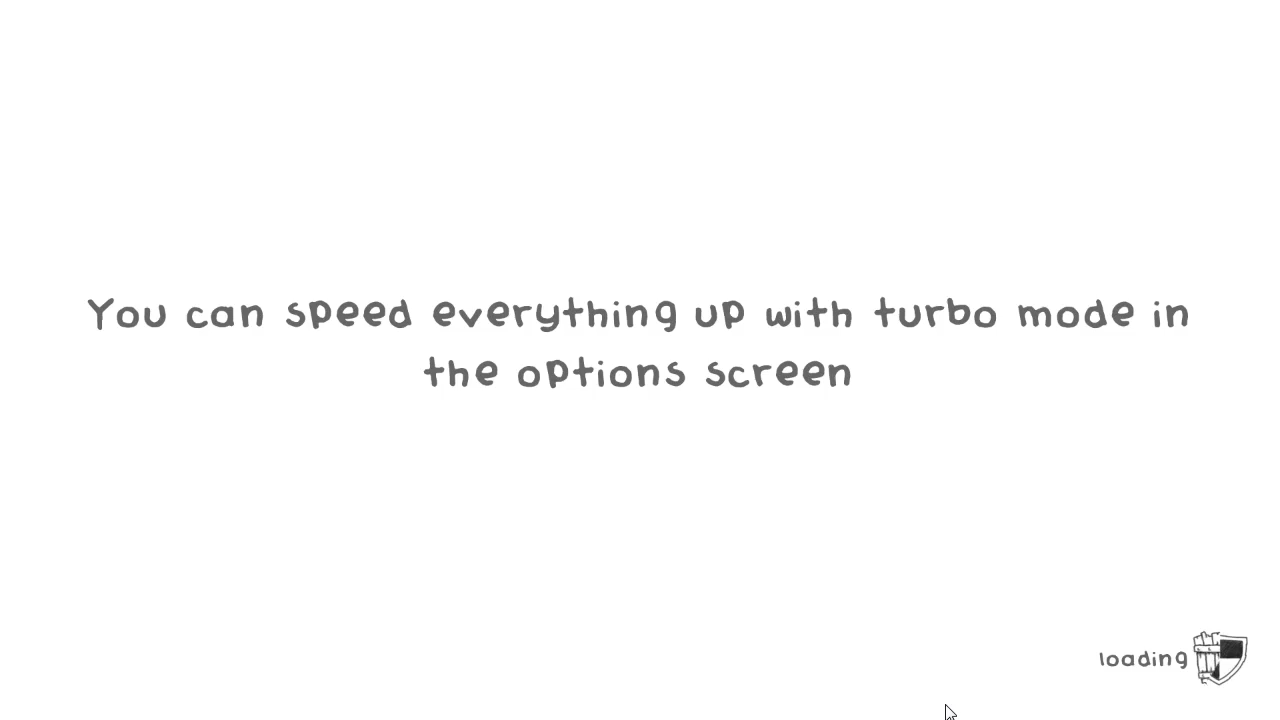 You can speed everything up with turbo mode in
the options screen
loading